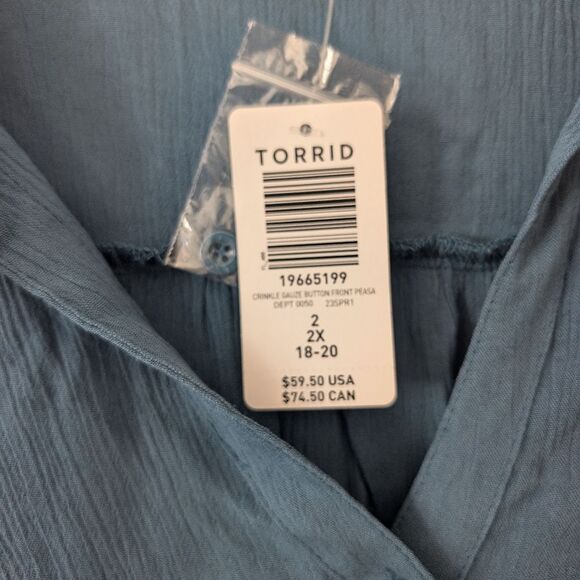 TORRID
19665199
CRINKLE GAUZE BUTTON FRONT PEASA
DEPT 0050 23SPR1
2
2X
18-20
$59.50 USA
$74.50 CAN